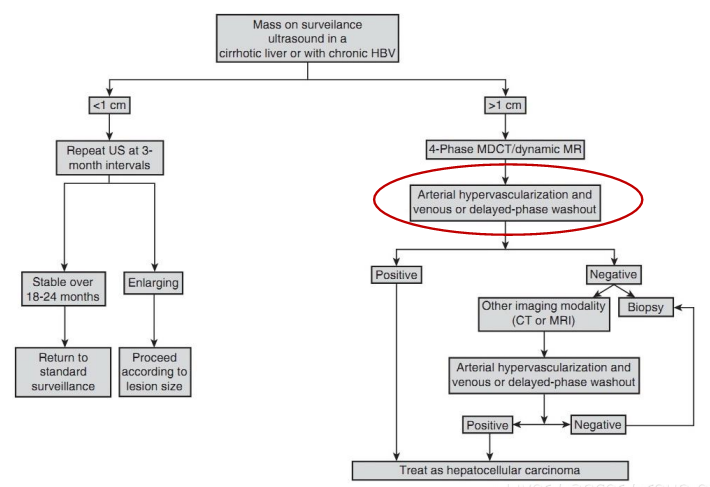 Mass on surveilance
ultrasound in a
cirrhotic liver or with chronic HBV
<1 cm
>1 cm
Repeat US at 3-
month intervals
4-Phase MDCT/dynamic MR
Arterial hypervascularization and
venous or delayed-phase washout
Stable over
18-24 months
Enlarging
Positive
Negative
Other imaging modality
(CT or MRI)
Biopsy
Return to
standard
surveillance
Proceed
according to
lesion size
Arterial hypervascularization and
venous or delayed-phase washout
Positive
Negative
Treat as hepatocellular carcinoma